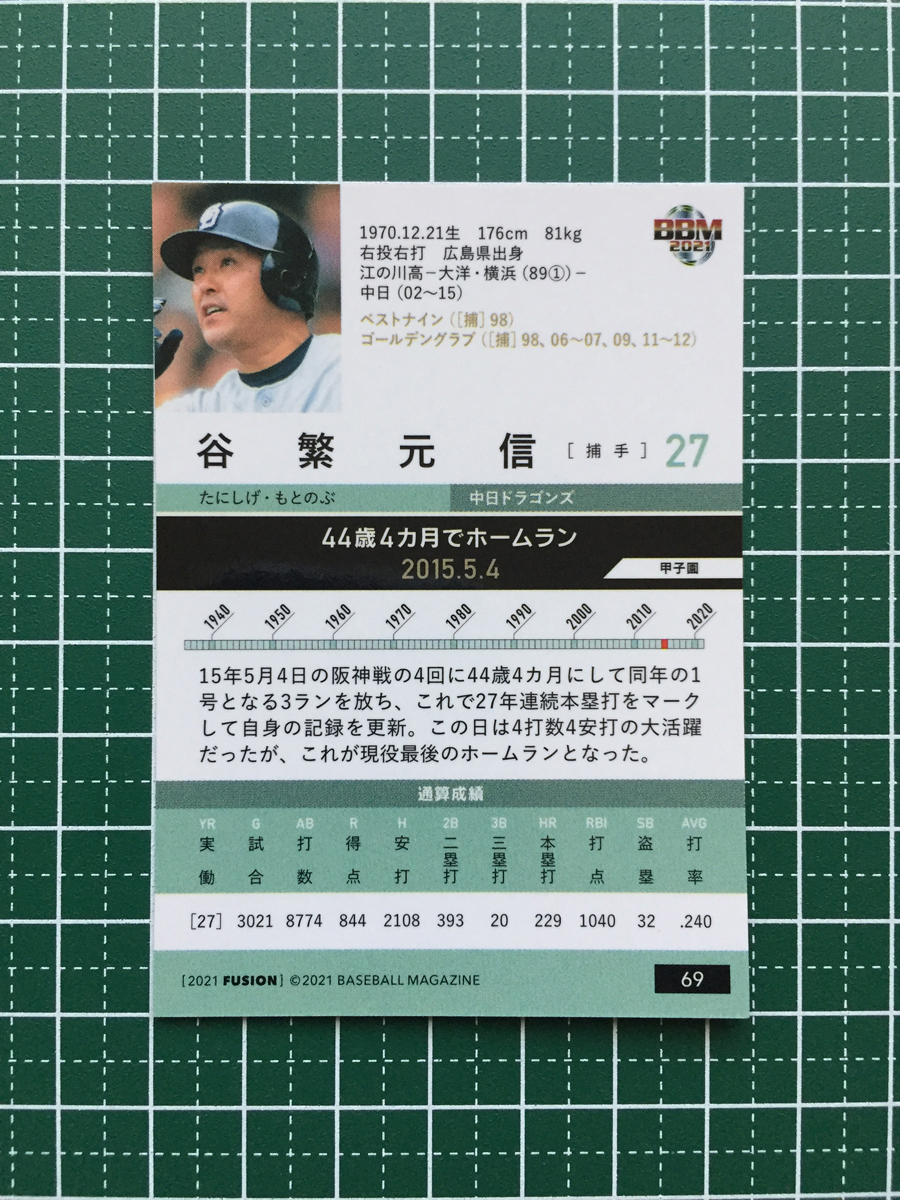 1970.12.21生 176cm 81kg
右投右打 広島県出身
江の川高－大洋・横浜（89①）－
中日（02〜15）
ベストナイン（［捕］98）
ゴールデングラブ（［捕］98、06〜07、09、11〜12）
BBM
2021
谷繁元信 ［捕手］ 27
たにしげ・もとのぶ 中日ドラゴンズ
44歳4カ月でホームラン
2015.5.4
甲子園
1940 1950 1960 1970 1980 1990 2000 2010 2020
15年5月4日の阪神戦の4回に44歳4カ月にして同年の1
号となる3ランを放ち、これで27年連続本塁打をマーク
して自身の記録を更新。この日は4打数4安打の大活躍
だったが、これが現役最後のホームランとなった。
通算成績
YR G AB R H 2B 3B HR RBI SB AVG
実働 試合 打数 得点 安打 二塁打 三塁打 本塁打 打点 盗塁 打率
［27］ 3021 8774 844 2108 393 20 229 1040 32 .240
［2021 FUSION］ ©2021 BASEBALL MAGAZINE
69